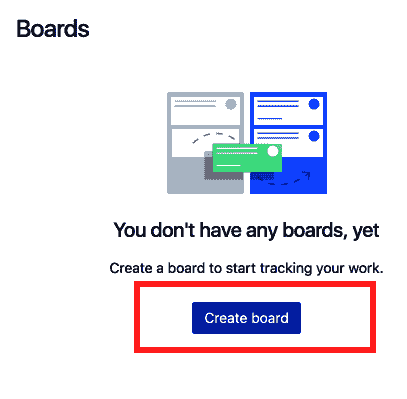 Boards
You don't have any boards, yet
Create a board to start tracking your work.
Create board